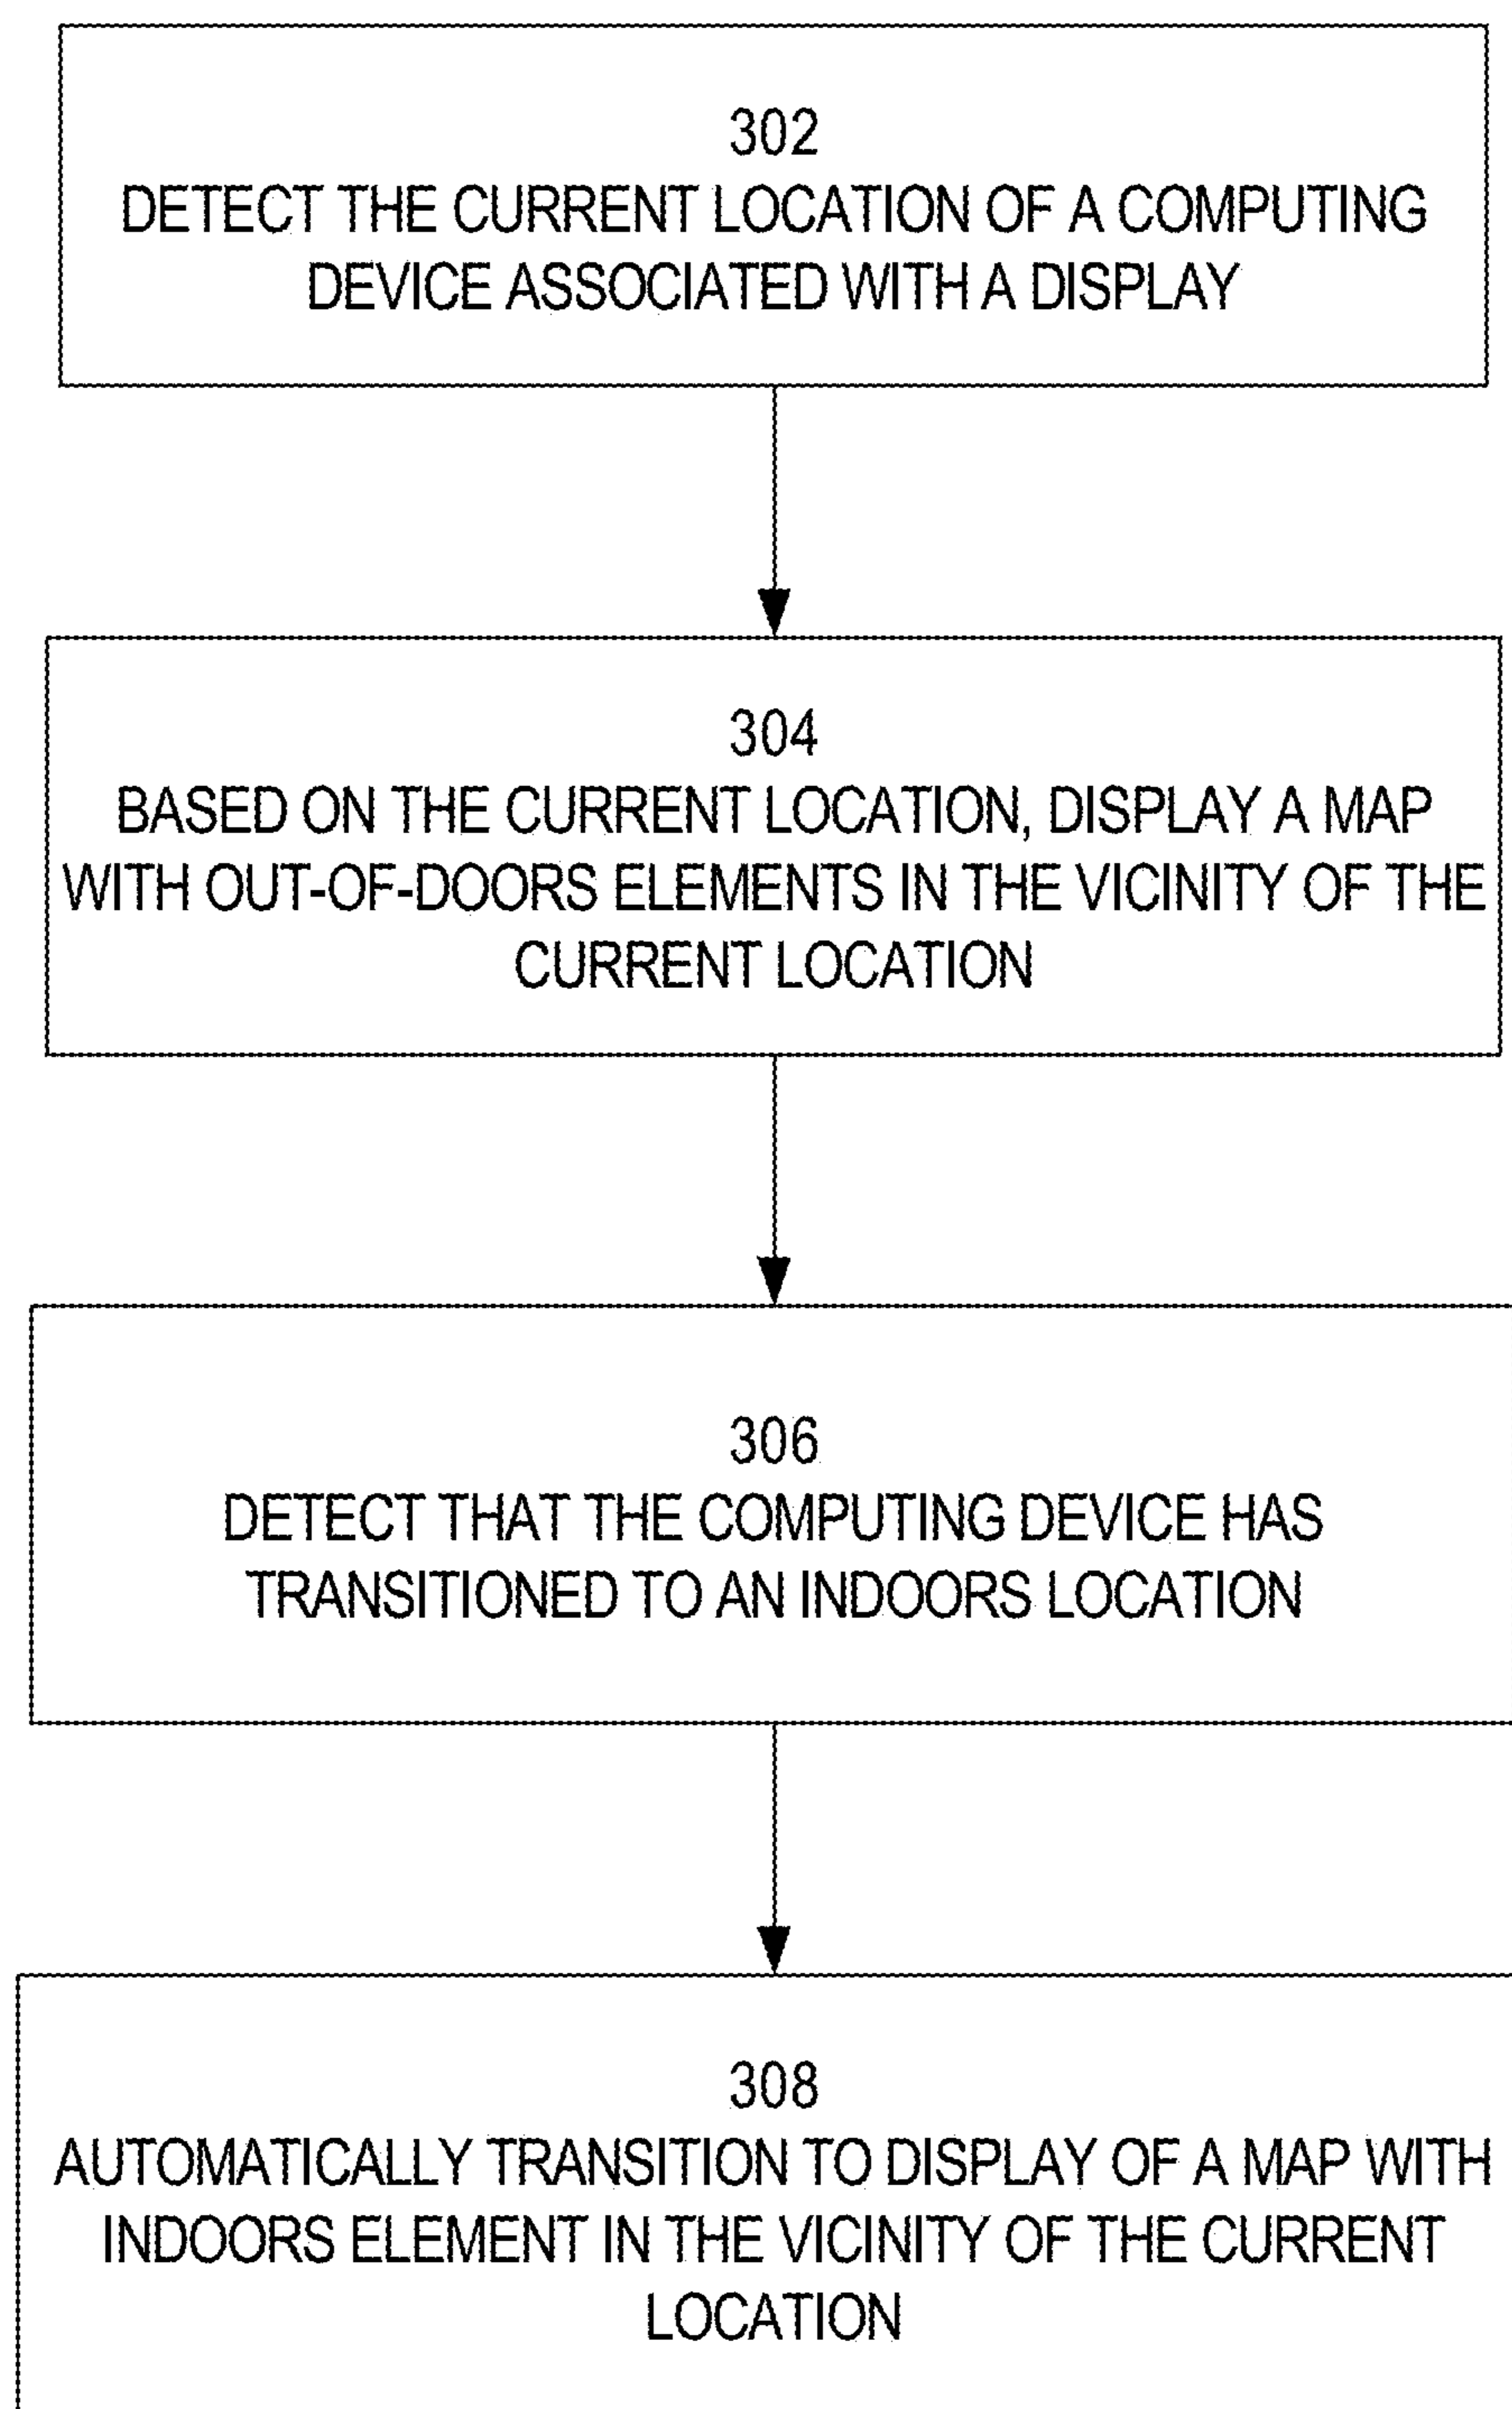 302
DETECT THE CURRENT LOCATION OF A COMPUTING
DEVICE ASSOCIATED WITH A DISPLAY
304
BASED ON THE CURRENT LOCATION, DISPLAY A MAP
WITH OUT-OF-DOORS ELEMENTS IN THE VICINITY OF THE
CURRENT LOCATION
306
DETECT THAT THE COMPUTING DEVICE HAS
TRANSITIONED TO AN INDOORS LOCATION
308
AUTOMATICALLY TRANSITION TO DISPLAY OF A MAP WITH
INDOORS ELEMENT IN THE VICINITY OF THE CURRENT
LOCATION